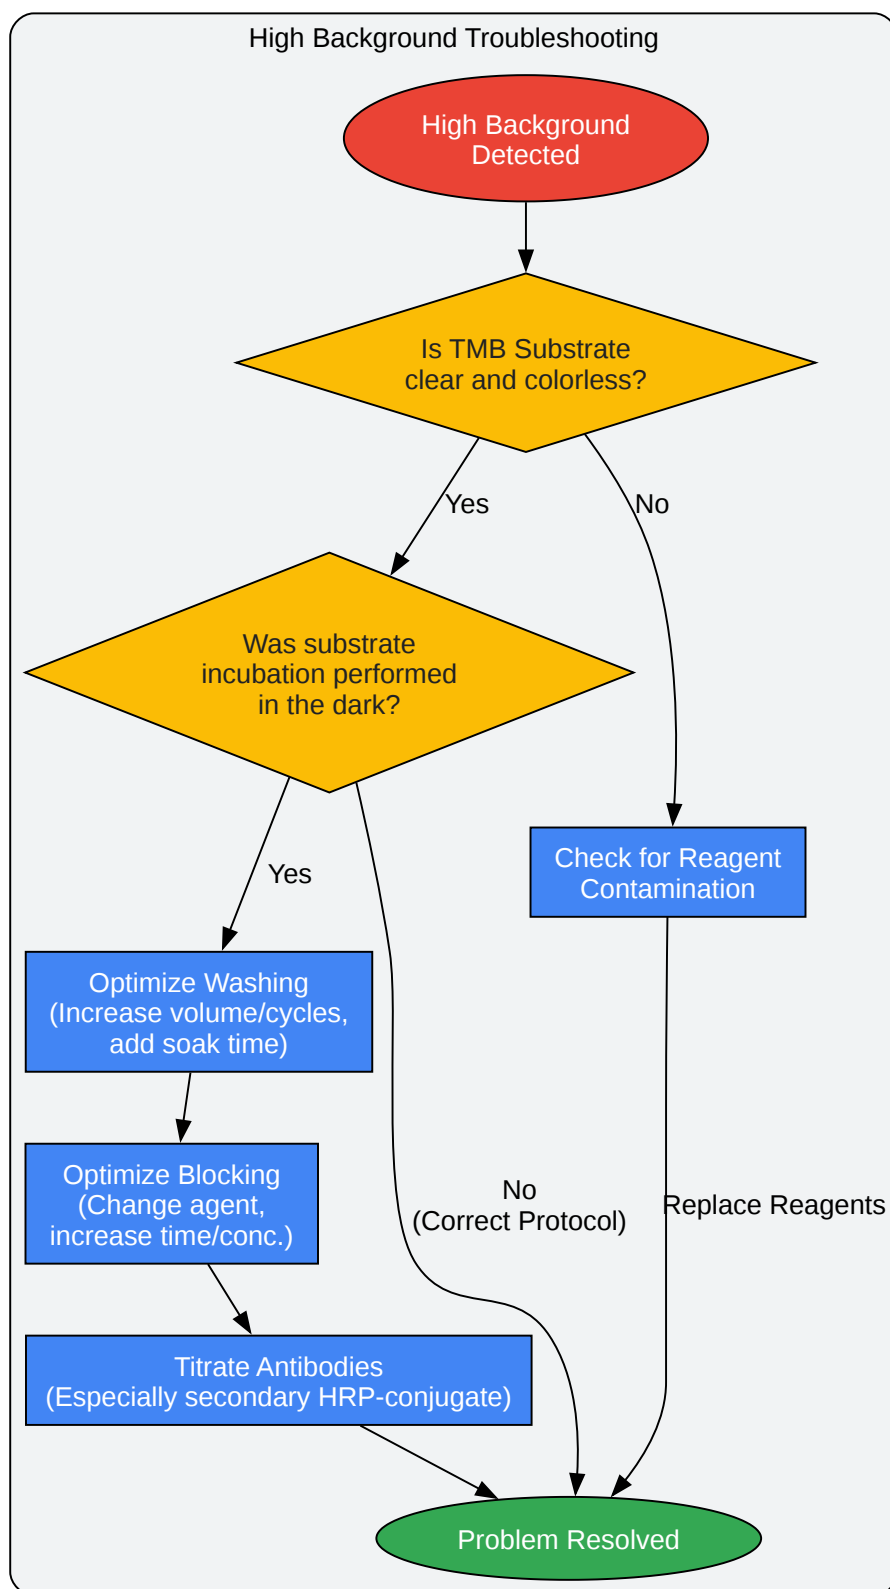 High Background Troubleshooting
High Background
Detected
Is TMB Substrate
clear and colorless?
Yes
No
Was substrate
incubation performed
in the dark?
Check for Reagent
Contamination
Yes
Optimize Washing
(Increase volume/cycles,
add soak time)
Optimize Blocking
(Change agent,
increase time/conc.)
No
(Correct Protocol)
Replace Reagents
Titrate Antibodies
(Especially secondary HRP-conjugate)
Problem Resolved